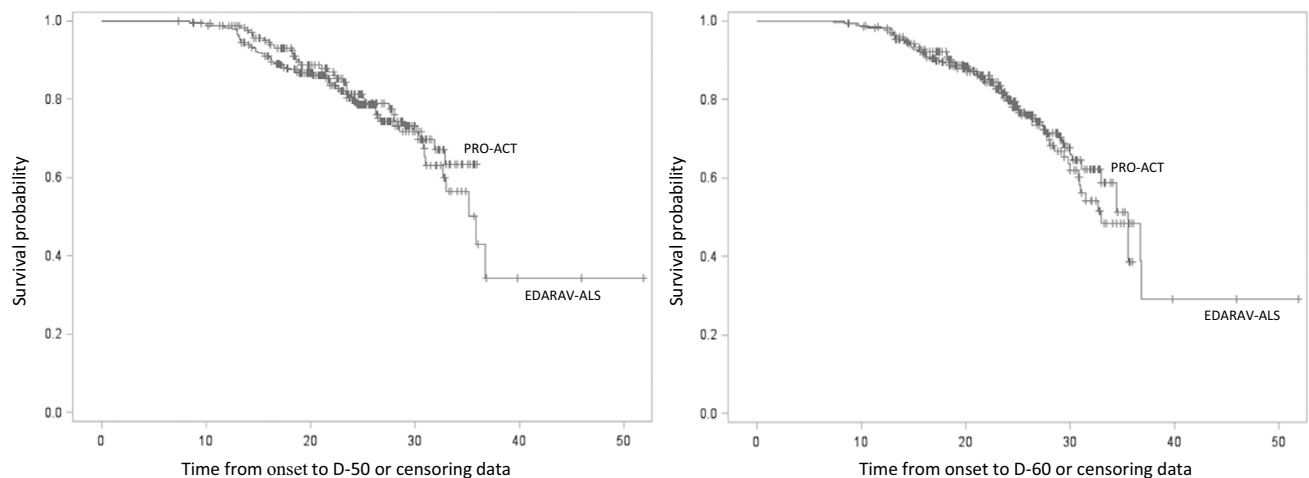 1.0
0.8
0.6
0.4
0.2
0.0
Survival probability
PRO-ACT
EDARAV-ALS
0 10 20 30 40 50
Time from onset to D-50 or censoring data
1.0
0.8
0.6
0.4
0.2
0.0
Survival probability
PRO-ACT
EDARAV-ALS
0 10 20 30 40 50
Time from onset to D-60 or censoring data